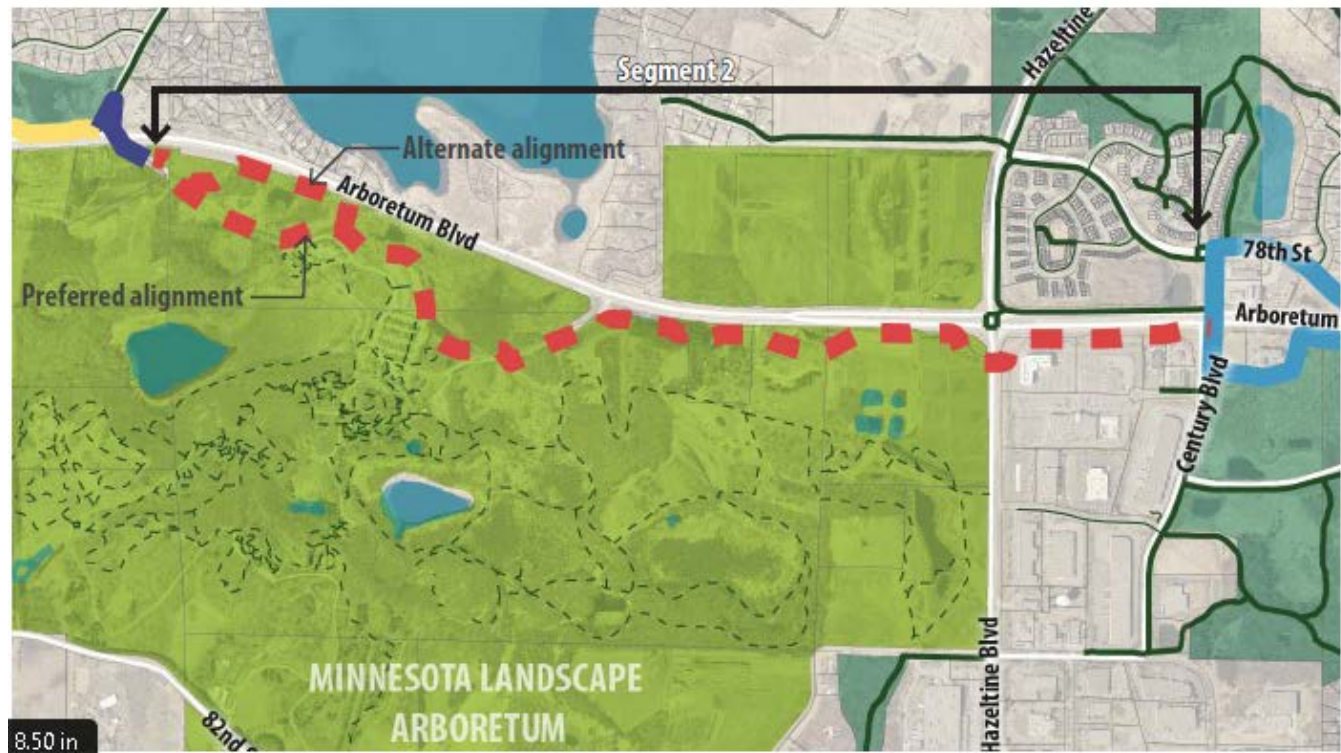 Hazeltine
Segment 2
Alternate alignment
Arboretum Blvd
78th St
Preferred alignment
Arboretum
Century Blvd
MINNESOTA LANDSCAPE
ARBORETUM
Hazeltine Blvd
82nd
8.50 in